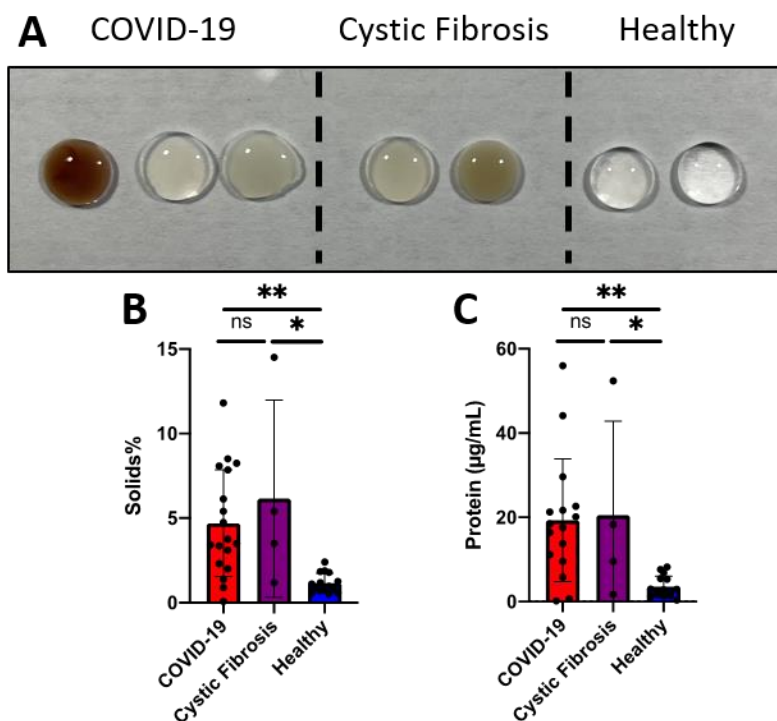 A COVID-19 Cystic Fibrosis Healthy
B
**
ns *
15
10
5
0
Solids%
COVID-19
Cystic Fibrosis
Healthy
C
**
ns *
60
40
20
0
Protein (µg/mL)
COVID-19
Cystic Fibrosis
Healthy